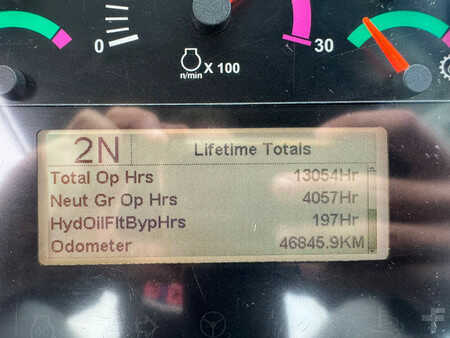 0
n/min X 100
30
2N Lifetime Totals
Total Op Hrs 13054Hr
Neut Gr Op Hrs 4057Hr
HydOilFltBypHrs 197Hr
Odometer 46845.9KM